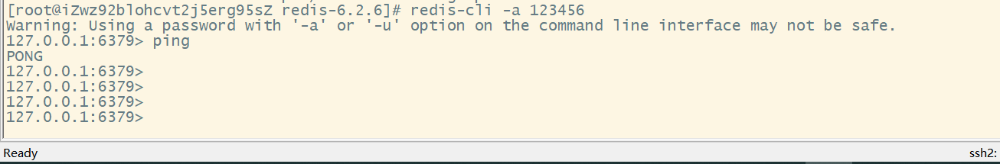 [root@iZwz92blohcvt2j5erg95sZ redis-6.2.6]# redis-cli -a 123456
Warning: Using a password with '-a' or '-u' option on the command line interface may not be safe.
127.0.0.1:6379> ping
PONG
127.0.0.1:6379>
127.0.0.1:6379>
127.0.0.1:6379>
127.0.0.1:6379>
Ready ssh2: